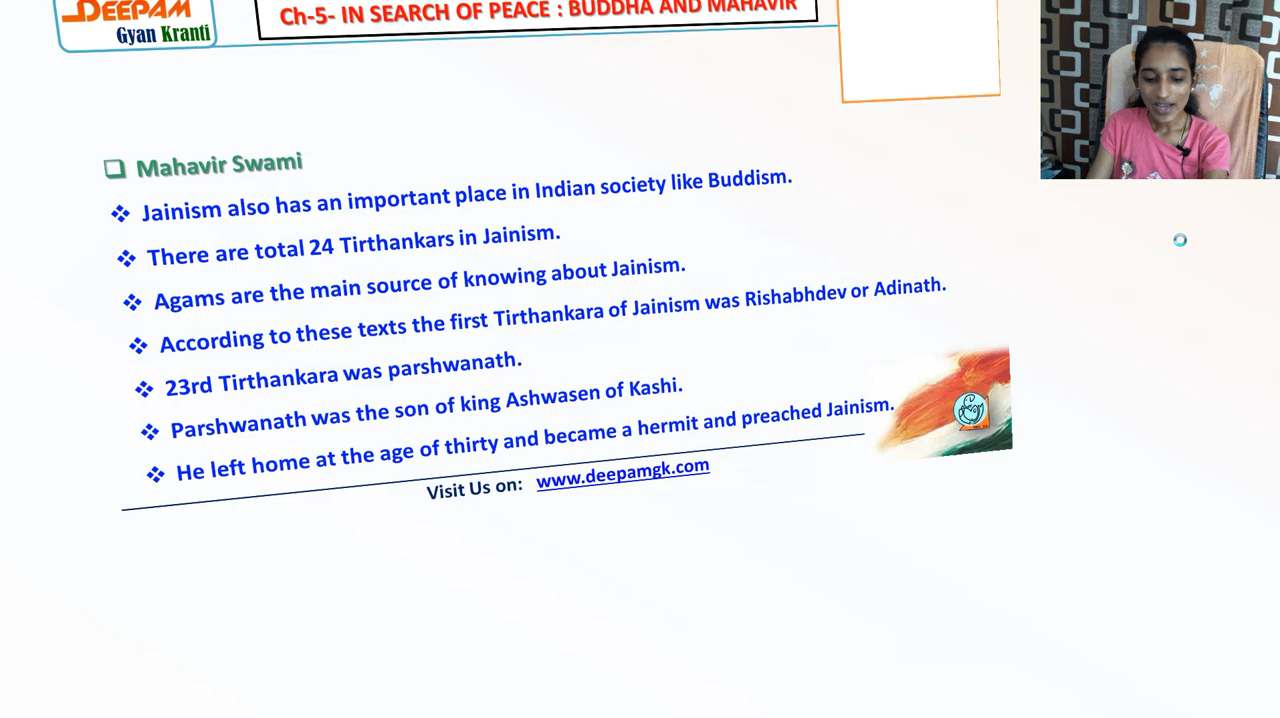 DEEPAM
Gyan Kranti
Ch-5- IN SEARCH OF PEACE : BUDDHA AND MAHAVIR
Mahavir Swami
Jainism also has an important place in Indian society like Buddism.
There are total 24 Tirthankars in Jainism.
Agams are the main source of knowing about Jainism.
According to these texts the first Tirthankara of Jainism was Rishabhdev or Adinath.
23rd Tirthankara was parshwanath.
Parshwanath was the son of king Ashwasen of Kashi.
He left home at the age of thirty and became a hermit and preached Jainism.
Visit Us on: www.deepamgk.com